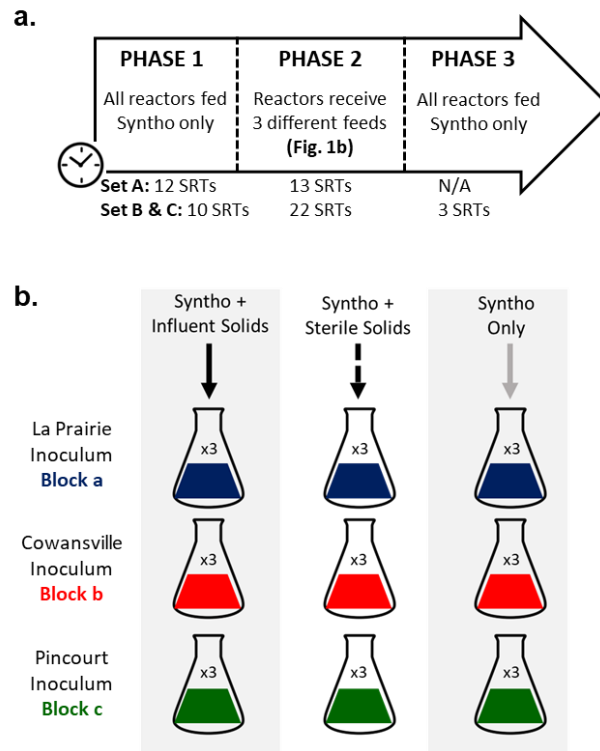 a.
PHASE 1
All reactors fed
Syntho only
PHASE 2
Reactors receive
3 different feeds
(Fig. 1b)
PHASE 3
All reactors fed
Syntho only
Set A: 12 SRTs 13 SRTs N/A
Set B & C: 10 SRTs 22 SRTs 3 SRTs
b.
Syntho +
Influent Solids
Syntho +
Sterile Solids
Syntho
Only
La Prairie
Inoculum
Block a
x3
x3
x3
Cowansville
Inoculum
Block b
x3
x3
x3
Pincourt
Inoculum
Block c
x3
x3
x3